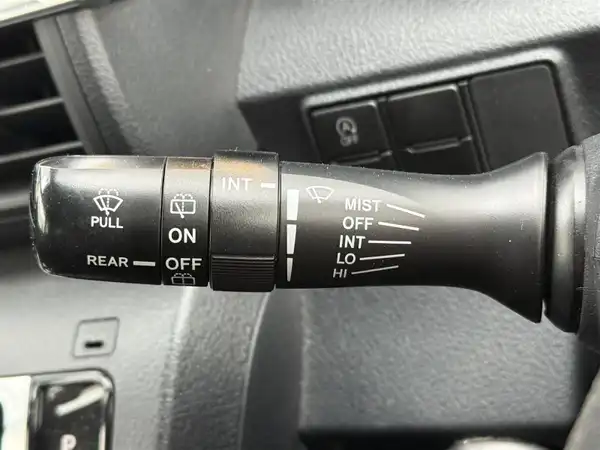 PULL
REAR
ON
OFF
INT
MIST
OFF
INT
LO
HI
P